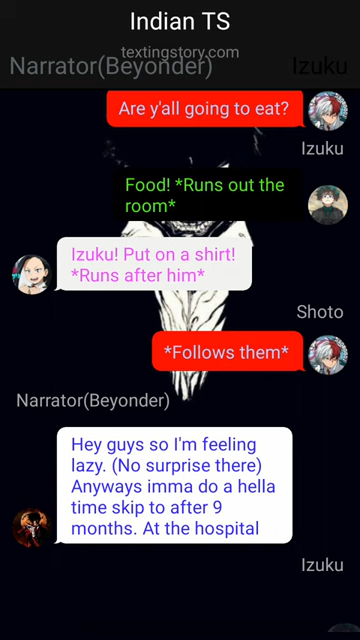 Indian TS
textingstory.com
Narrator(Beyonder)
Izuku
Are y'all going to eat?
Izuku
Food! *Runs out the
room*
Izuku! Put on a shirt!
*Runs after him*
Shoto
*Follows them*
Narrator(Beyonder)
Hey guys so I'm feeling
lazy. (No surprise there)
Anyways imma do a hella
time skip to after 9
months. At the hospital
Izuku